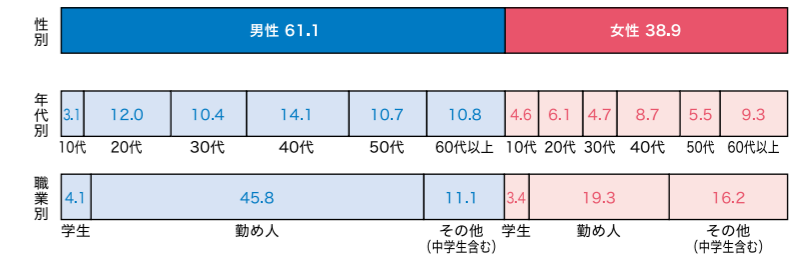 性別
男性 61.1 女性 38.9
年代別
3.1 12.0 10.4 14.1 10.7 10.8 4.6 6.1 4.7 8.7 5.5 9.3
10代 20代 30代 40代 50代 60代以上 10代 20代 30代 40代 50代 60代以上
職業別
4.1 45.8 11.1 3.4 19.3 16.2
学生 勤め人 その他 学生 勤め人 その他
(中学生含む) (中学生含む)